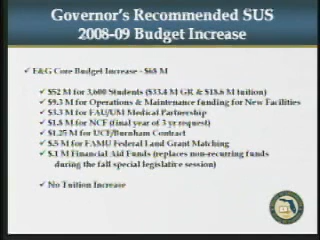 Governor's Recommended SUS
2008-09 Budget Increase
✓ E&G Core Budget Increase - $68 M
✓ $52 M for 3,600 Students ($33.4 M GR & $18.6 M tuition)
✓ $9.3 M for Operations & Maintenance funding for New Facilities
✓ $3.3 M for FAU/UM Medical Partnership
✓ $1.8 M for NCF (final year of 3 yr request)
✓ $1.25 M for UCF/Burnham Contract
✓ $.5 M for FAMU Federal Land Grant Matching
✓ $.1 M Financial Aid Funds (replaces non-recurring funds
during the fall special legislative session)
✓ No Tuition Increase